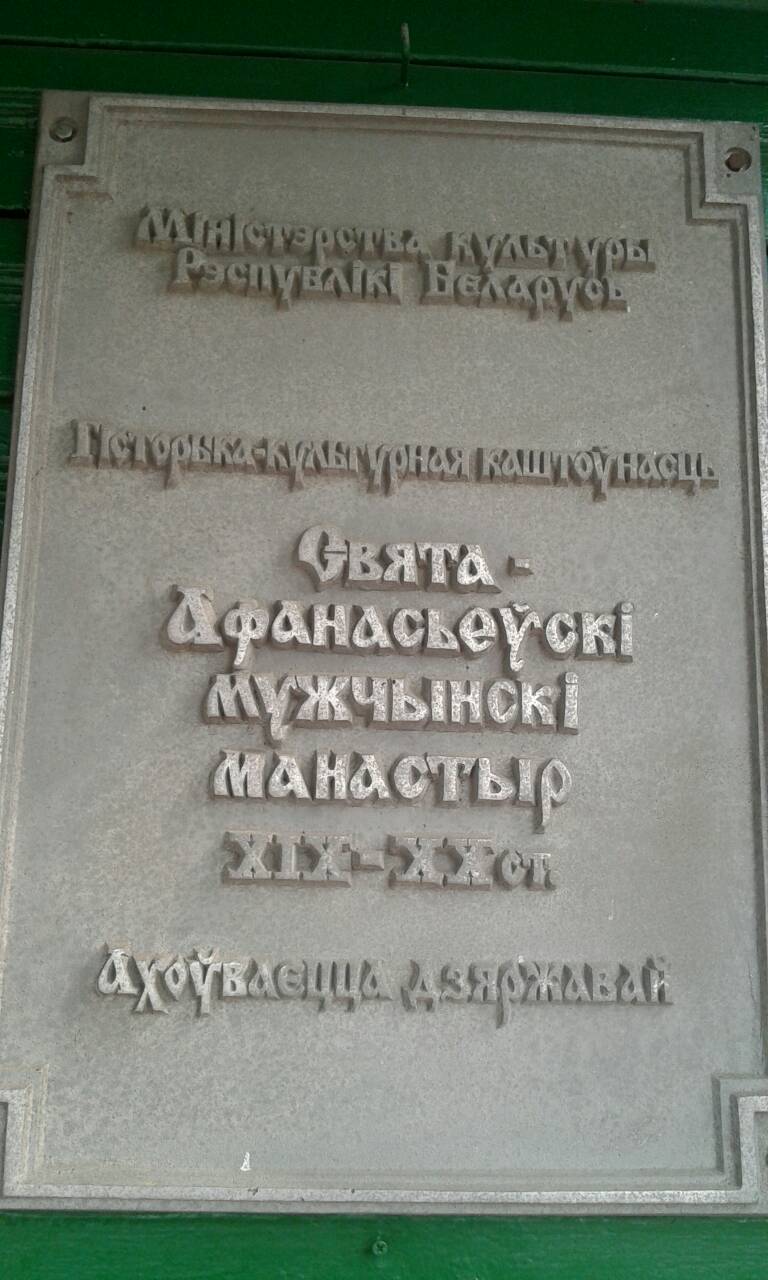 Міністэрства культуры
Рэспублікі Беларусь
Гісторыка-культурная каштоўнасць
Свята-
Афанасьеўскі
мужчынскі
манастыр
XIX-XX ст.
Ахоўваецца дзяржавай